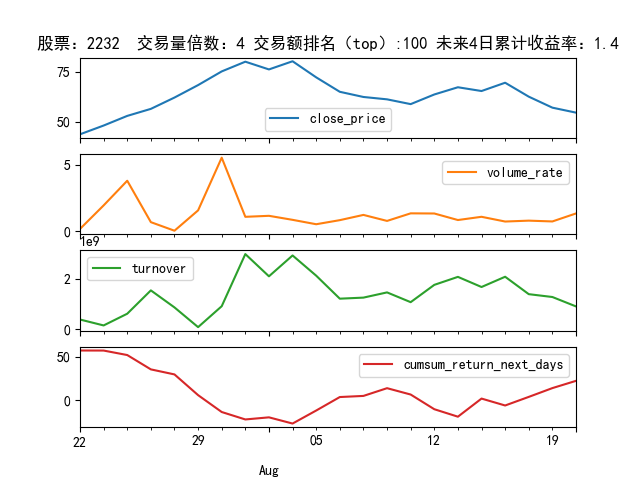 股票：2232  交易量倍数：4 交易额排名（top）:100 未来4日累计收益率：1.4
75
50
close_price
5
0
volume_rate
1e9
2
0
turnover
50
0
cumsum_return_next_days
22 29 05 12 19
Aug